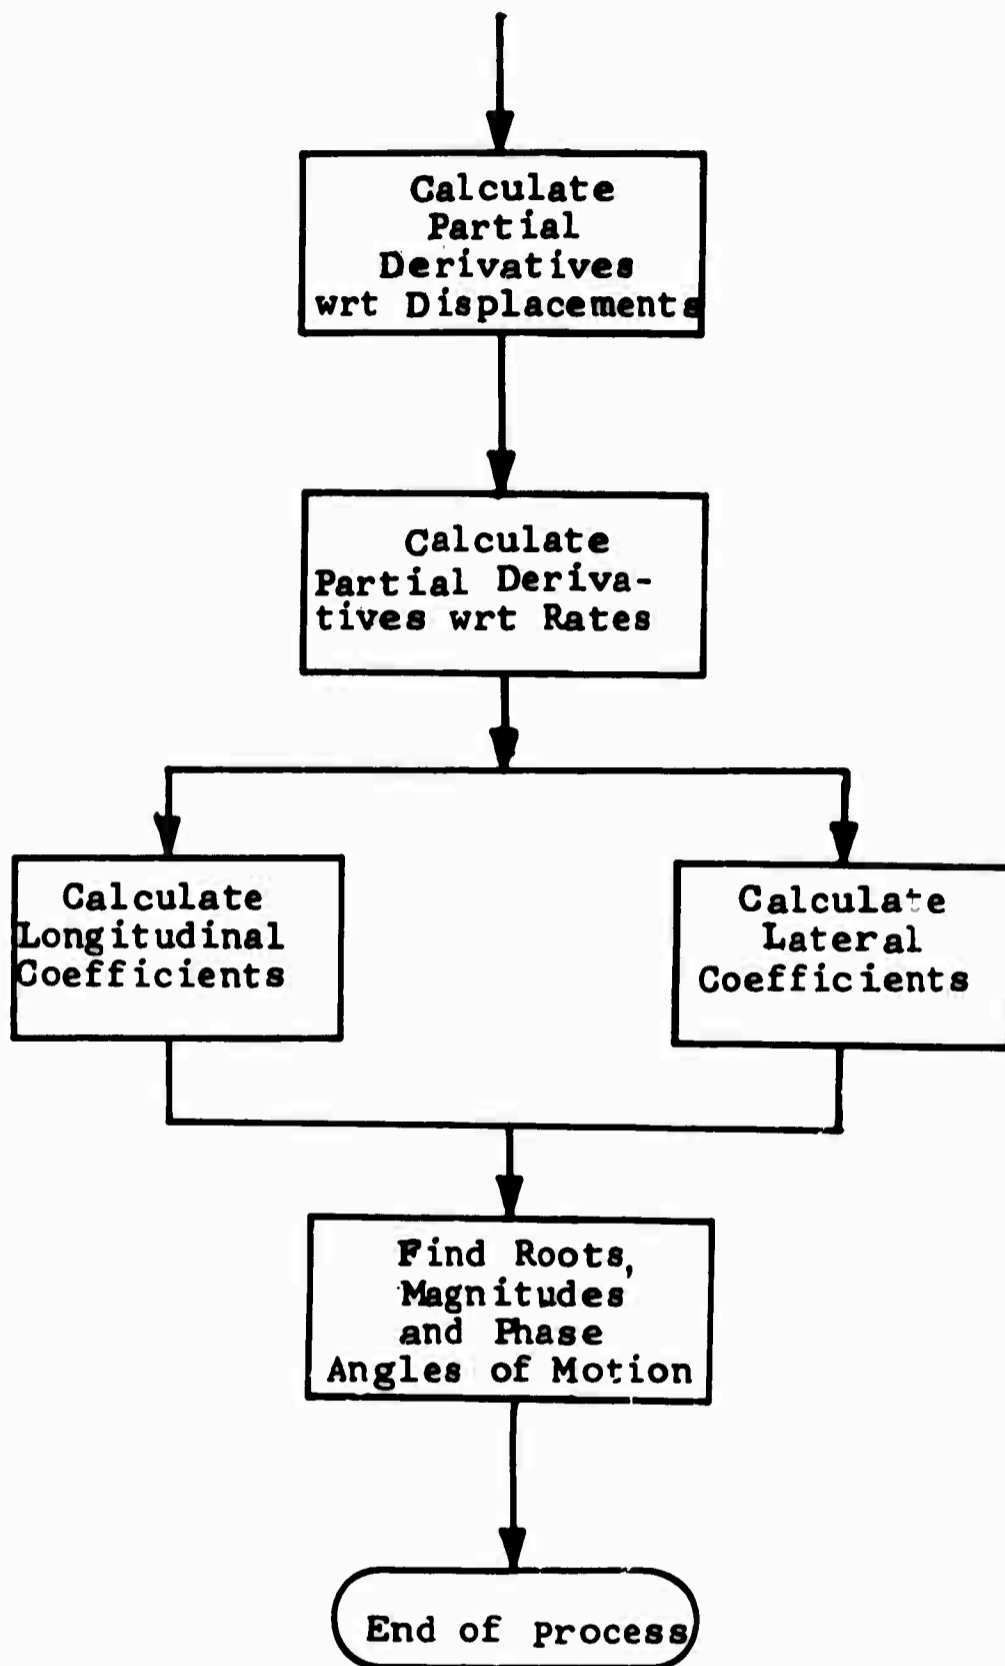 Calculate
Partial
Derivatives
wrt Displacements
Calculate
Partial Deriva-
tives wrt Rates
Calculate
Longitudinal
Coefficients
Calculate
Lateral
Coefficients
Find Roots,
Magnitudes
and Phase
Angles of Motion
End of process